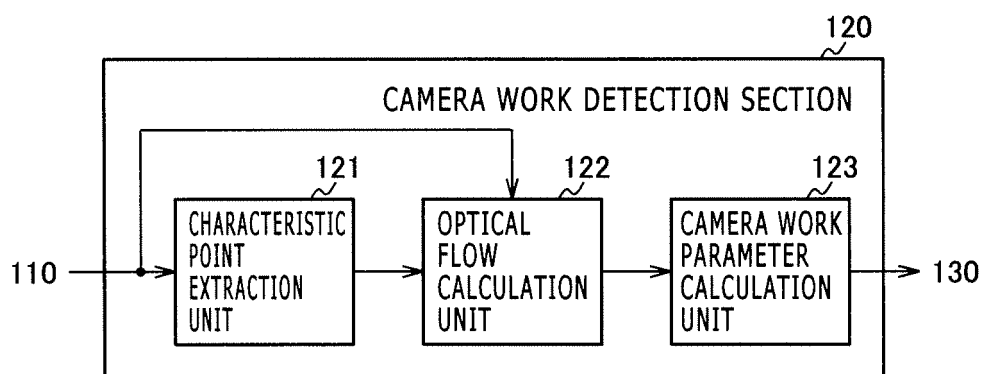 120
CAMERA WORK DETECTION SECTION
121
122
123
CHARACTERISTIC
POINT
EXTRACTION
UNIT
OPTICAL
FLOW
CALCULATION
UNIT
CAMERA WORK
PARAMETER
CALCULATION
UNIT
110
130